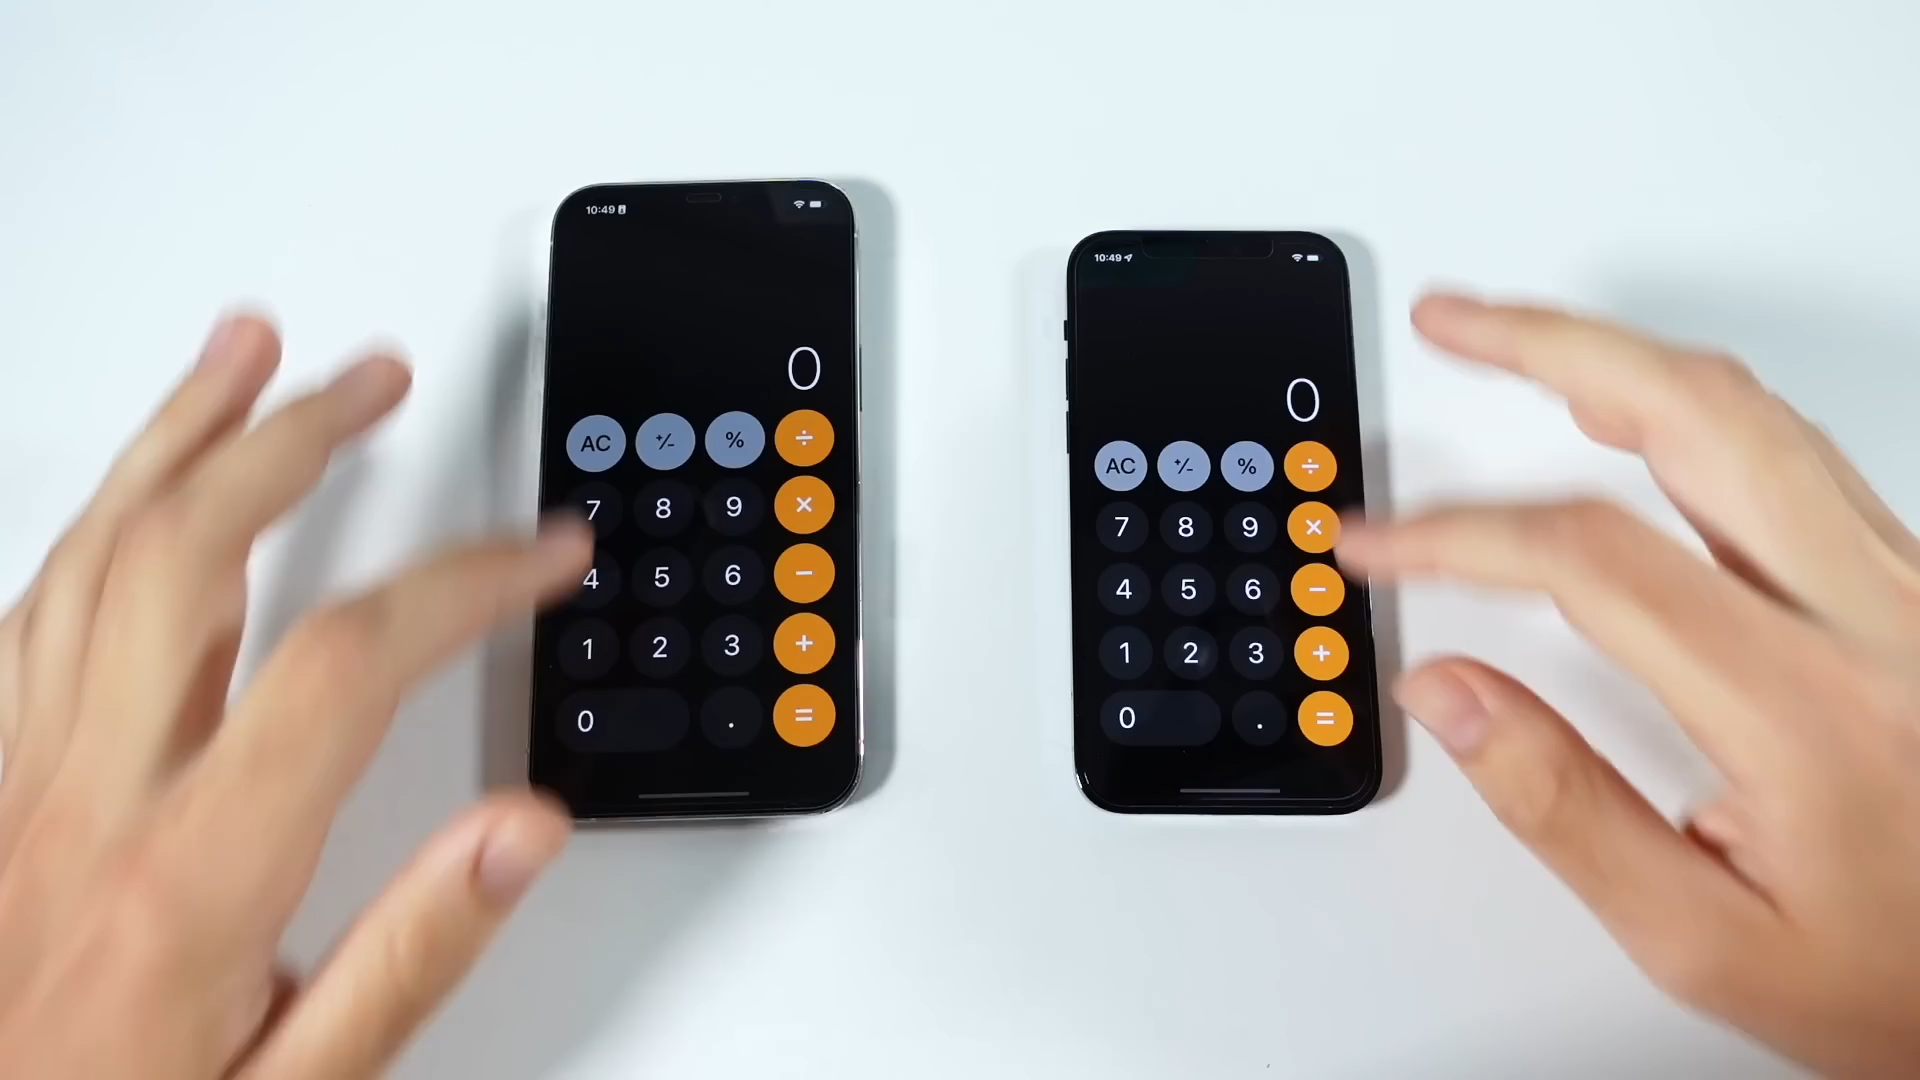 10:49
0
AC +/- % ÷
7 8 9 ×
4 5 6 −
1 2 3 +
0 . =
10:49
0
AC +/- % ÷
7 8 9 ×
4 5 6 −
1 2 3 +
0 . =